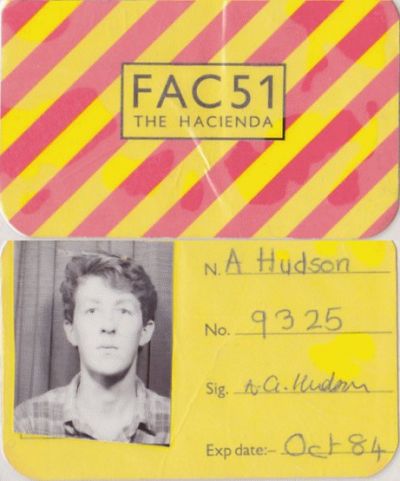 FAC51
THE HACIENDA
N. A Hudson
No. 9325
Sig. A.G. Hudson
Exp date:- Oct 84